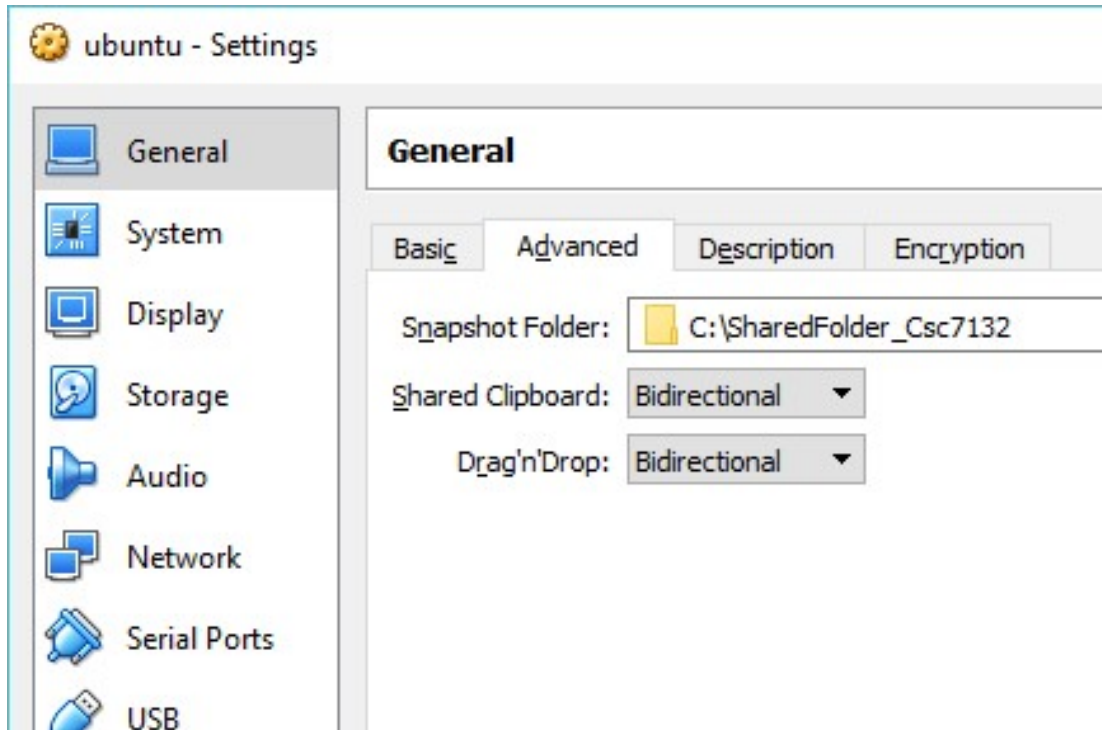 ubuntu - Settings
General
System
Display
Storage
Audio
Network
Serial Ports
USB
General
Basic Advanced Description Encryption
Snapshot Folder: C:\SharedFolder_Csc7132
Shared Clipboard: Bidirectional
Drag'n'Drop: Bidirectional